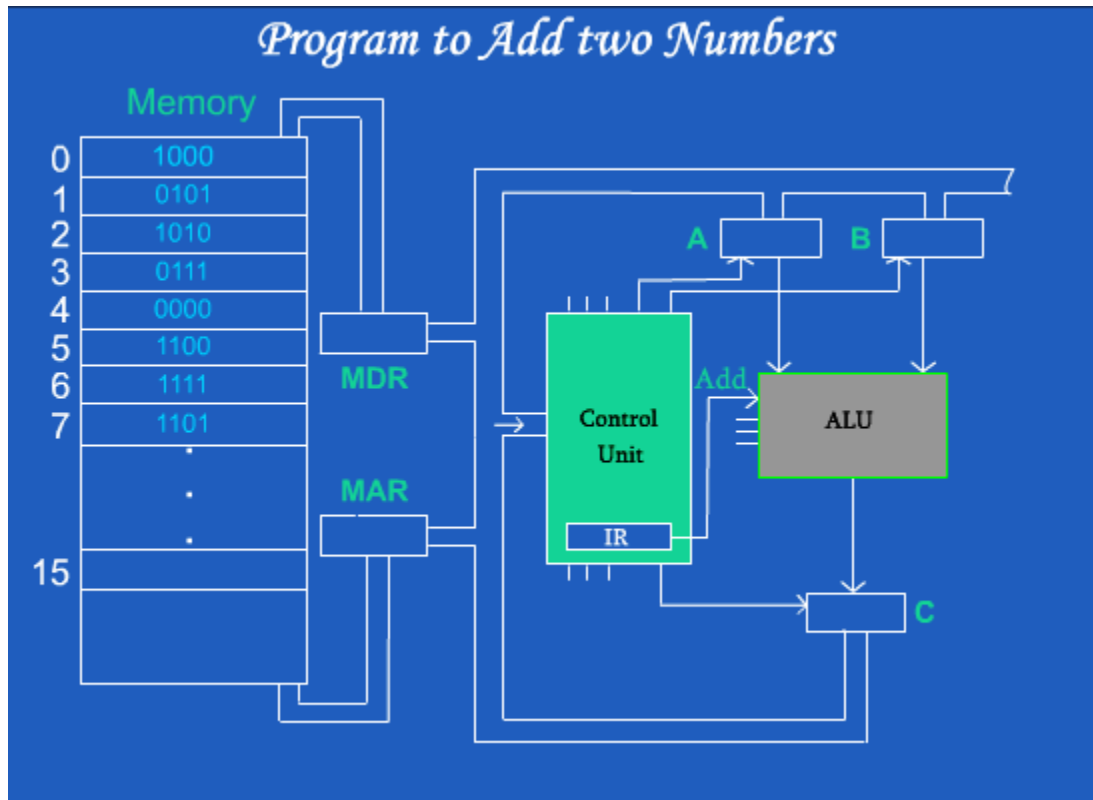 Program to Add two Numbers
Memory
0 1000
1 0101
2 1010
3 0111
4 0000
5 1100
6 1111
7 1101
15
MDR
MAR
A
B
Control
Unit
IR
Add
ALU
C